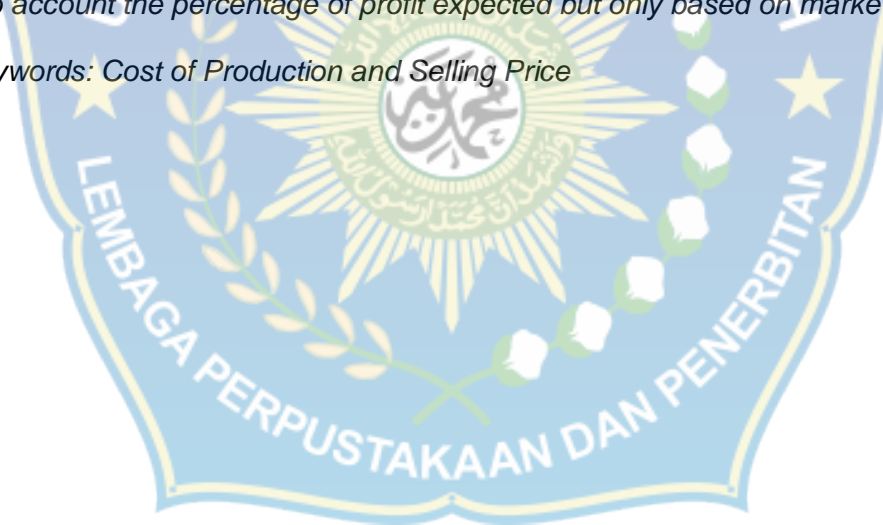 o account the percentage of profit expected but only based on marke
ywords: Cost of Production and Selling Price
محمد
LEMBAGA PERPUSTAKAAN DAN PENERBITAN